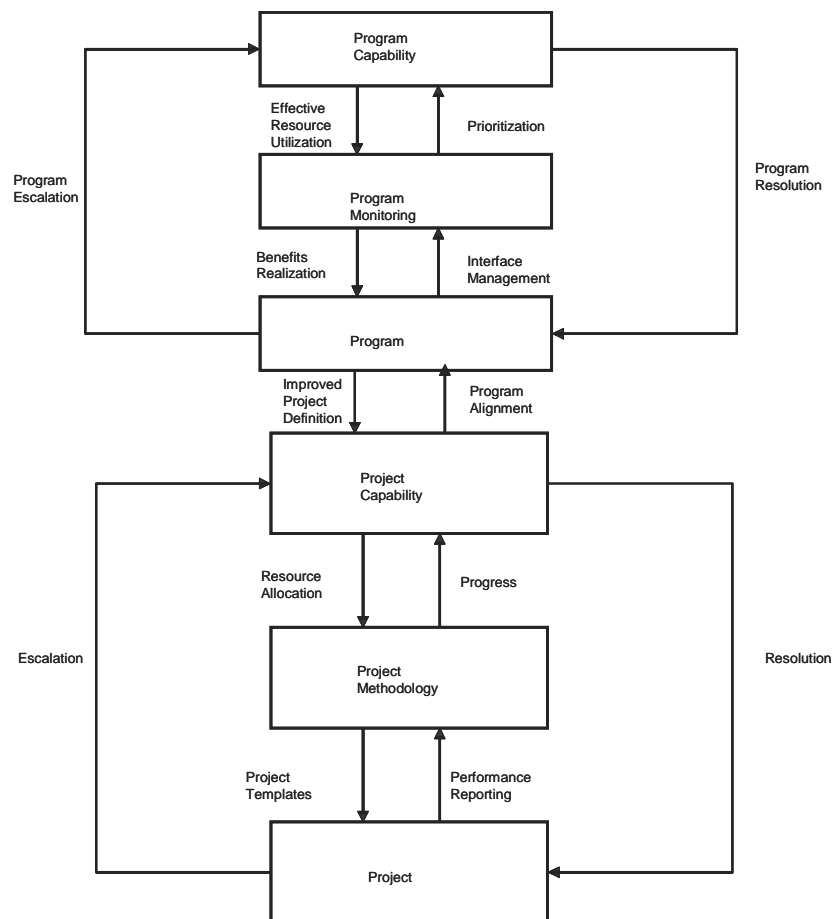 Program
Capability
Effective
Resource
Utilization
Prioritization
Program
Escalation
Program
Resolution
Program
Monitoring
Benefits
Realization
Interface
Management
Program
Improved
Project
Definition
Program
Alignment
Project
Capability
Resource
Allocation
Progress
Escalation
Resolution
Project
Methodology
Project
Templates
Performance
Reporting
Project